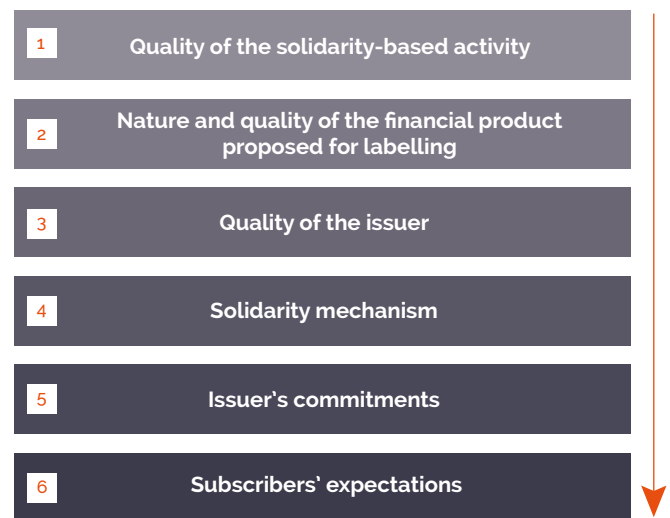 1
Quality of the solidarity-based activity
2
Nature and quality of the financial product
proposed for labelling
3
Quality of the issuer
4
Solidarity mechanism
5
Issuer’s commitments
6
Subscribers’ expectations